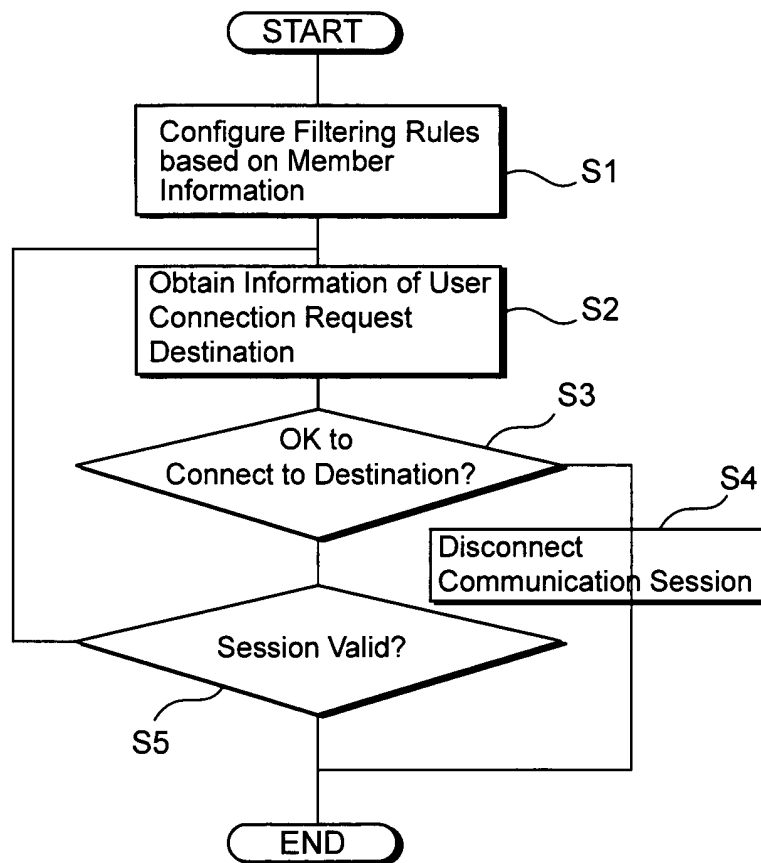 START
Configure Filtering Rules
based on Member
Information
S1
Obtain Information of User
Connection Request
Destination
S2
S3
OK to
Connect to Destination?
S4
Disconnect
Communication Session
Session Valid?
S5
END